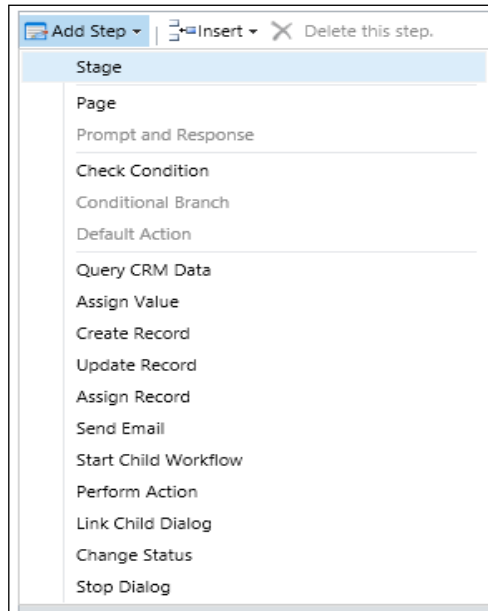 Add Step Insert Delete this step.
Stage
Page
Prompt and Response
Check Condition
Conditional Branch
Default Action
Query CRM Data
Assign Value
Create Record
Update Record
Assign Record
Send Email
Start Child Workflow
Perform Action
Link Child Dialog
Change Status
Stop Dialog